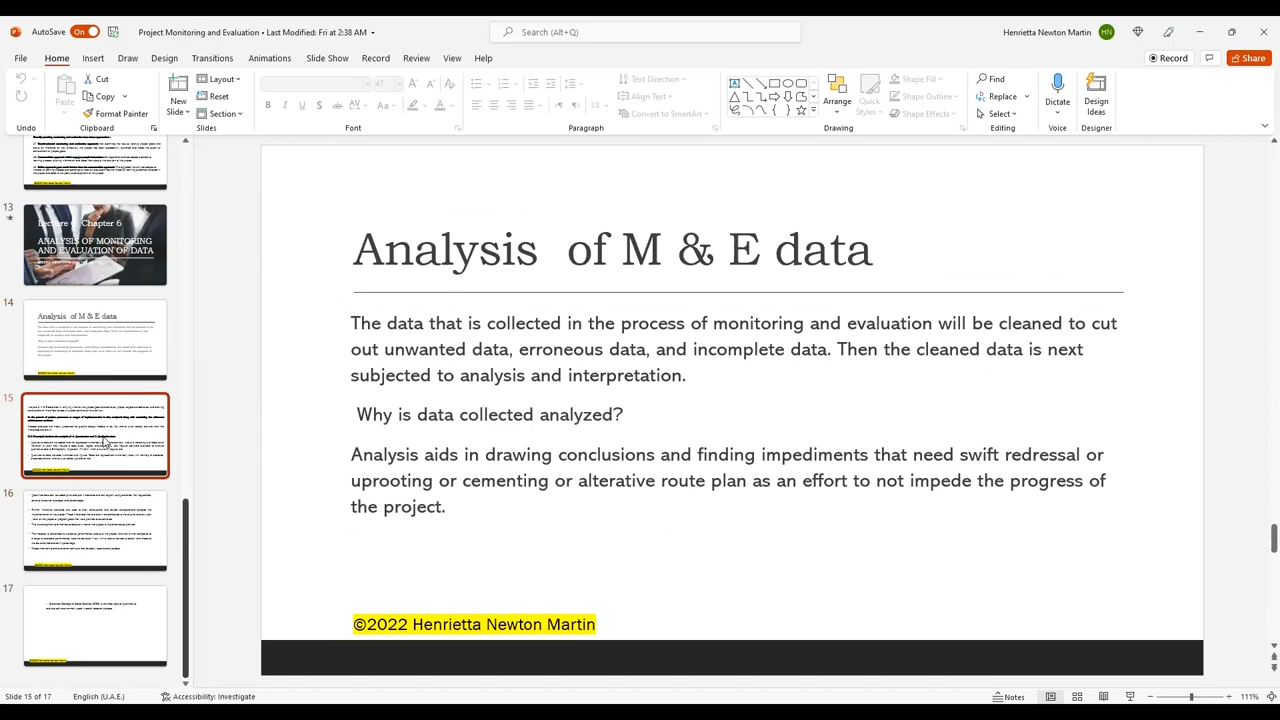 AutoSave On Project Monitoring and Evaluation • Last Modified: Fri at 2:38 AM Search (Alt+Q) Henrietta Newton Martin HN
File Home Insert Draw Design Transitions Animations Slide Show Record Review View Help Record Share
Cut Layout Text Direction Shape Fill Find
Paste Copy New Slide Reset Align Text Arrange Quick Styles Shape Outline Replace Dictate Design Ideas
Format Painter Section Convert to SmartArt Shape Effects Select
Undo Clipboard Slides Font Paragraph Drawing Editing Voice Designer
13
Lecture 6 Chapter 6
ANALYSIS OF MONITORING
AND EVALUATION OF DATA
14
Analysis of M & E data
15
16
17
Analysis of M & E data
The data that is collected in the process of monitoring and evaluation will be cleaned to cut
out unwanted data, erroneous data, and incomplete data. Then the cleaned data is next
subjected to analysis and interpretation.
Why is data collected analyzed?
Analysis aids in drawing conclusions and finding impediments that need swift redressal or
uprooting or cementing or alterative route plan as an effort to not impede the progress of
the project.
©2022 Henrietta Newton Martin
Slide 15 of 17 English (U.A.E.) Accessibility: Investigate Notes 111%